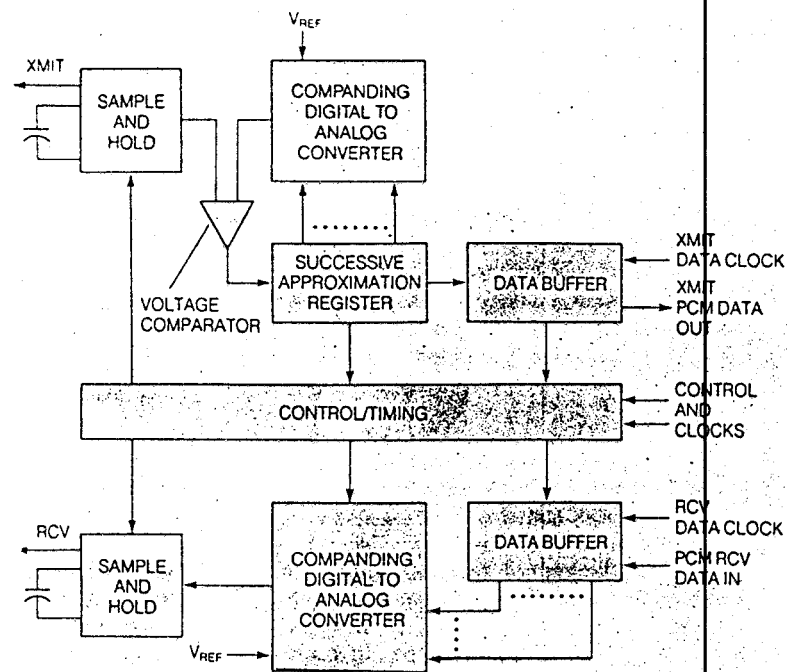 V_REF
XMIT
SAMPLE
AND
HOLD
COMPANDING
DIGITAL TO
ANALOG
CONVERTER
VOLTAGE
COMPARATOR
SUCCESSIVE
APPROXIMATION
REGISTER
DATA BUFFER
XMIT
DATA CLOCK
XMIT
PCM DATA
OUT
CONTROL/TIMING
CONTROL
AND
CLOCKS
RCV
SAMPLE
AND
HOLD
COMPANDING
DIGITAL TO
ANALOG
CONVERTER
V_REF
DATA BUFFER
RCV
DATA CLOCK
PCM RCV
DATA IN